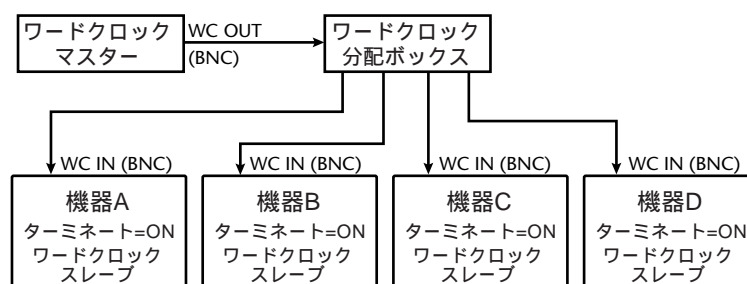 ワードクロック
マスター
WC OUT
(BNC)
ワードクロック
分配ボックス
WC IN (BNC)
WC IN (BNC)
WC IN (BNC)
WC IN (BNC)
機器A
ターミネート=ON
ワードクロック
スレーブ
機器B
ターミネート=ON
ワードクロック
スレーブ
機器C
ターミネート=ON
ワードクロック
スレーブ
機器D
ターミネート=ON
ワードクロック
スレーブ